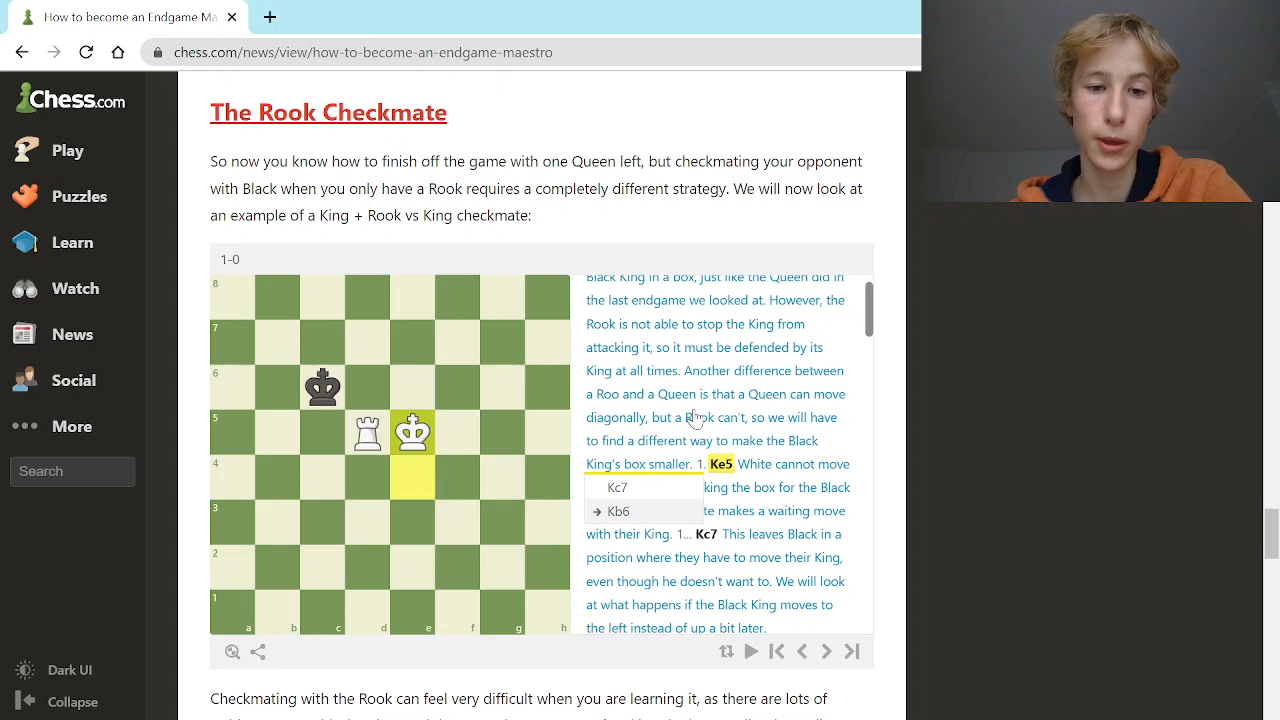 How to become an Endgame Ma
chess.com/news/view/how-to-become-an-endgame-maestro
Chess.com
Play
Puzzles
Learn
Watch
News
Social
More
Search
Dark UI
Collapse
The Rook Checkmate
So now you know how to finish off the game with one Queen left, but checkmating your opponent
with Black when you only have a Rook requires a completely different strategy. We will now look at
an example of a King + Rook vs King checkmate:
1-0
8
7
6
5
4
3
2
1
a b c d e f g h
Black King in a box, just like the Queen did in
the last endgame we looked at. However, the
Rook is not able to stop the King from
attacking it, so it must be defended by its
King at all times. Another difference between
a Roo and a Queen is that a Queen can move
diagonally, but a Rook can't, so we will have
to find a different way to make the Black
King's box smaller. 1. Ke5 White cannot move
Kc7
king the box for the Black
Kb6
te makes a waiting move
with their King. 1... Kc7 This leaves Black in a
position where they have to move their King,
even though he doesn't want to. We will look
at what happens if the Black King moves to
the left instead of up a bit later.
Checkmating with the Rook can feel very difficult when you are learning it, as there are lots of